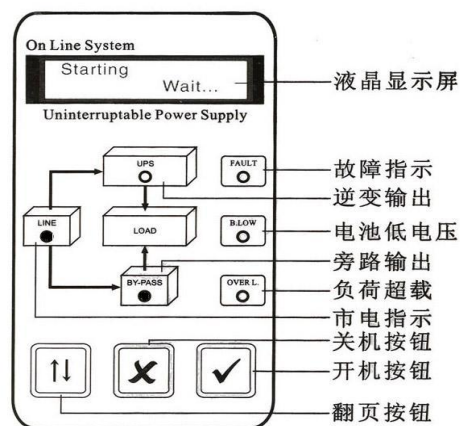 On Line System
Starting
Wait...
液晶显示屏
Uninterruptable Power Supply
UPS
FAULT
故障指示
逆变输出
LINE
LOAD
B.LOW
电池低电压
旁路输出
BY-PASS
OVER L.
负荷超载
市电指示
关机按钮
开机按钮
翻页按钮